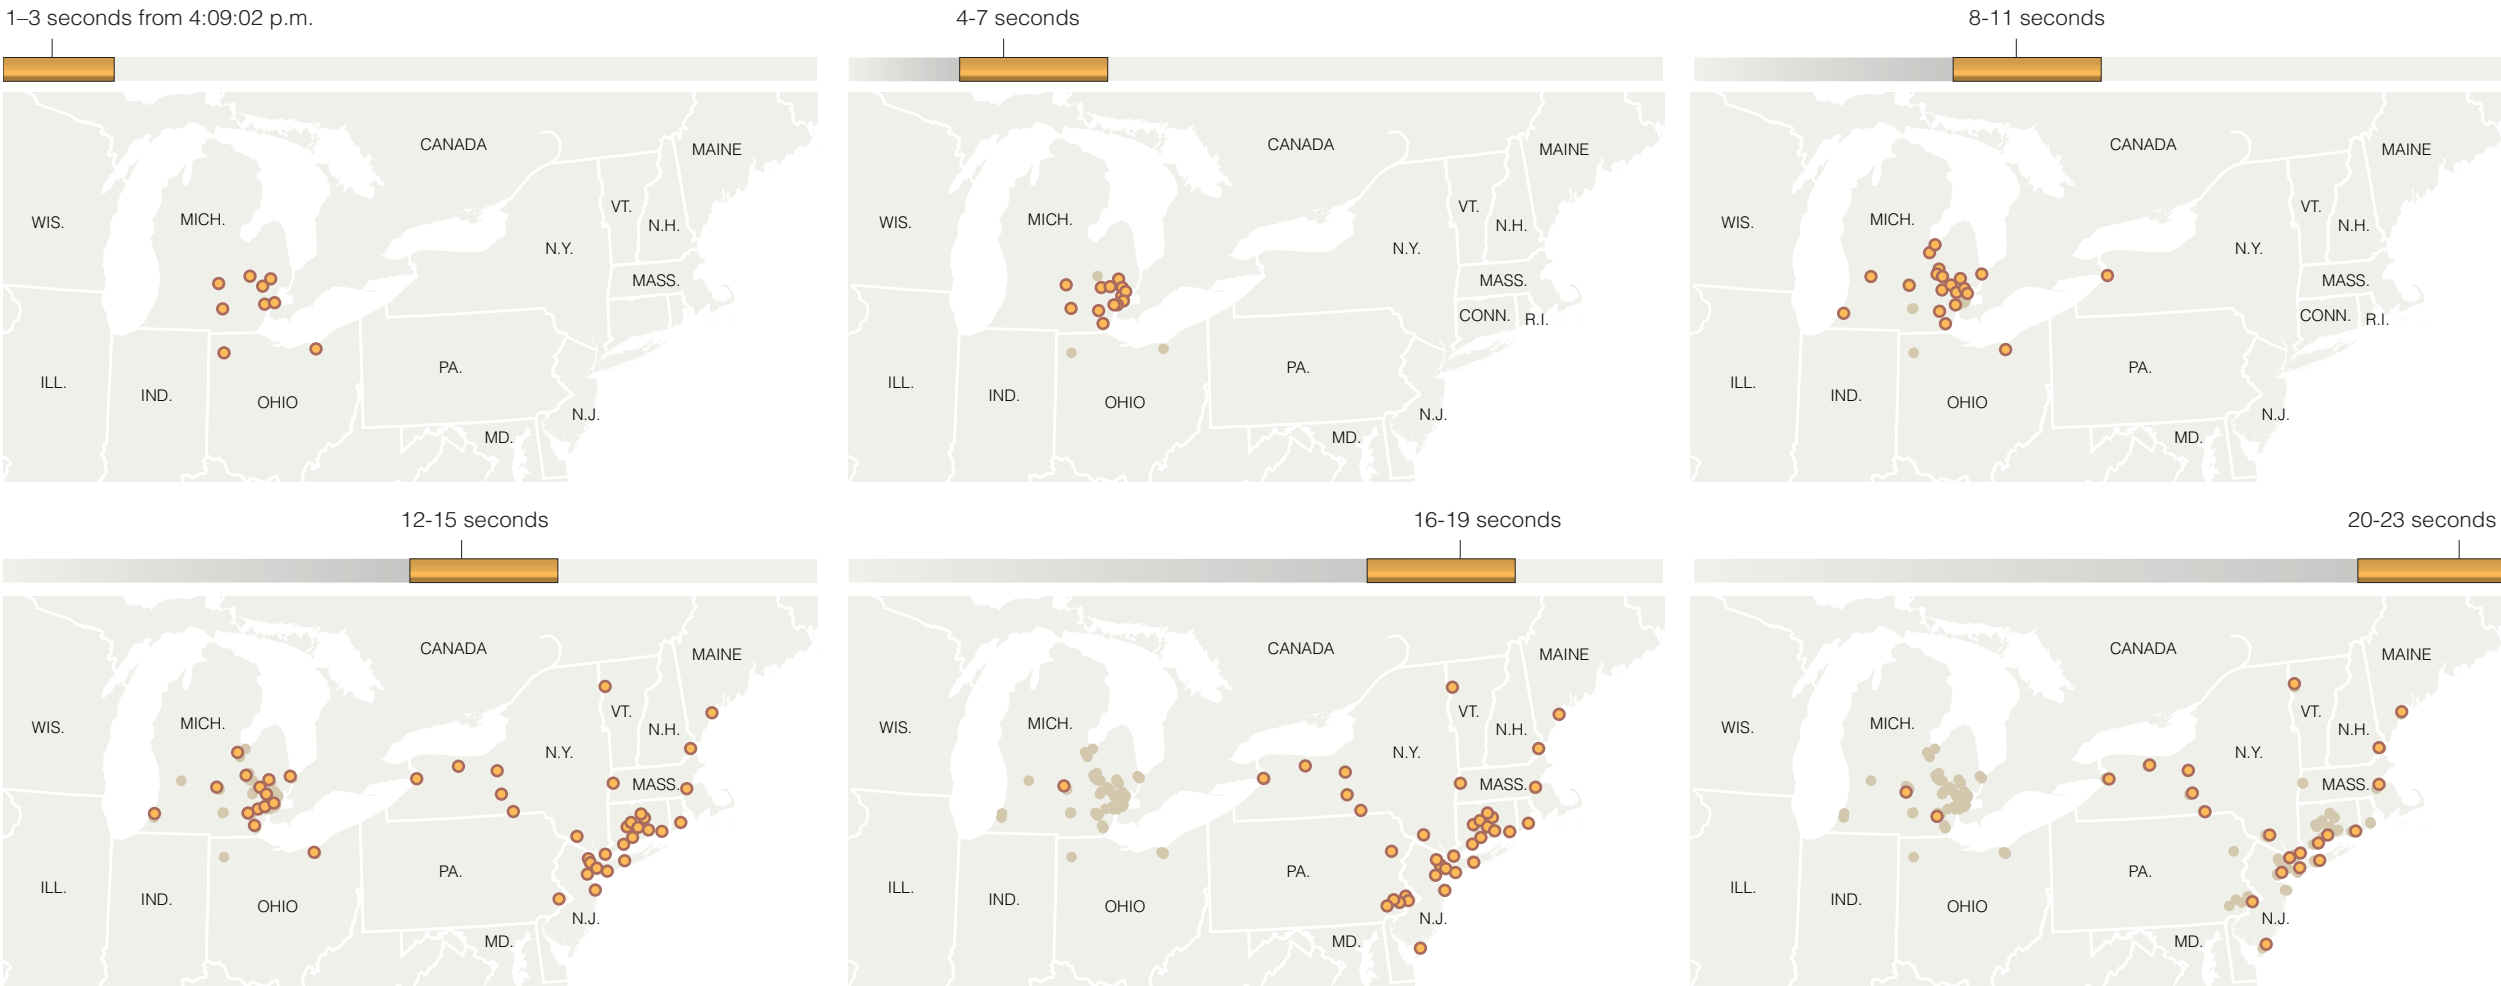 1–3 seconds from 4:09:02 p.m.
4-7 seconds
8-11 seconds
CANADA
MAINE
WIS.
MICH.
VT.
N.H.
N.Y.
MASS.
PA.
ILL.
IND.
OHIO
N.J.
MD.
CANADA
MAINE
WIS.
MICH.
VT.
N.H.
N.Y.
MASS.
CONN.
R.I.
PA.
ILL.
IND.
OHIO
N.J.
MD.
CANADA
MAINE
WIS.
MICH.
VT.
N.H.
N.Y.
MASS.
CONN.
R.I.
PA.
ILL.
IND.
OHIO
N.J.
MD.
12-15 seconds
16-19 seconds
20-23 seconds
CANADA
MAINE
WIS.
MICH.
VT.
N.H.
N.Y.
MASS.
PA.
ILL.
IND.
OHIO
N.J.
MD.
CANADA
MAINE
WIS.
MICH.
VT.
N.H.
N.Y.
MASS.
PA.
ILL.
IND.
OHIO
N.J.
MD.
CANADA
MAINE
WIS.
MICH.
VT.
N.H.
N.Y.
MASS.
PA.
ILL.
IND.
OHIO
N.J.
MD.